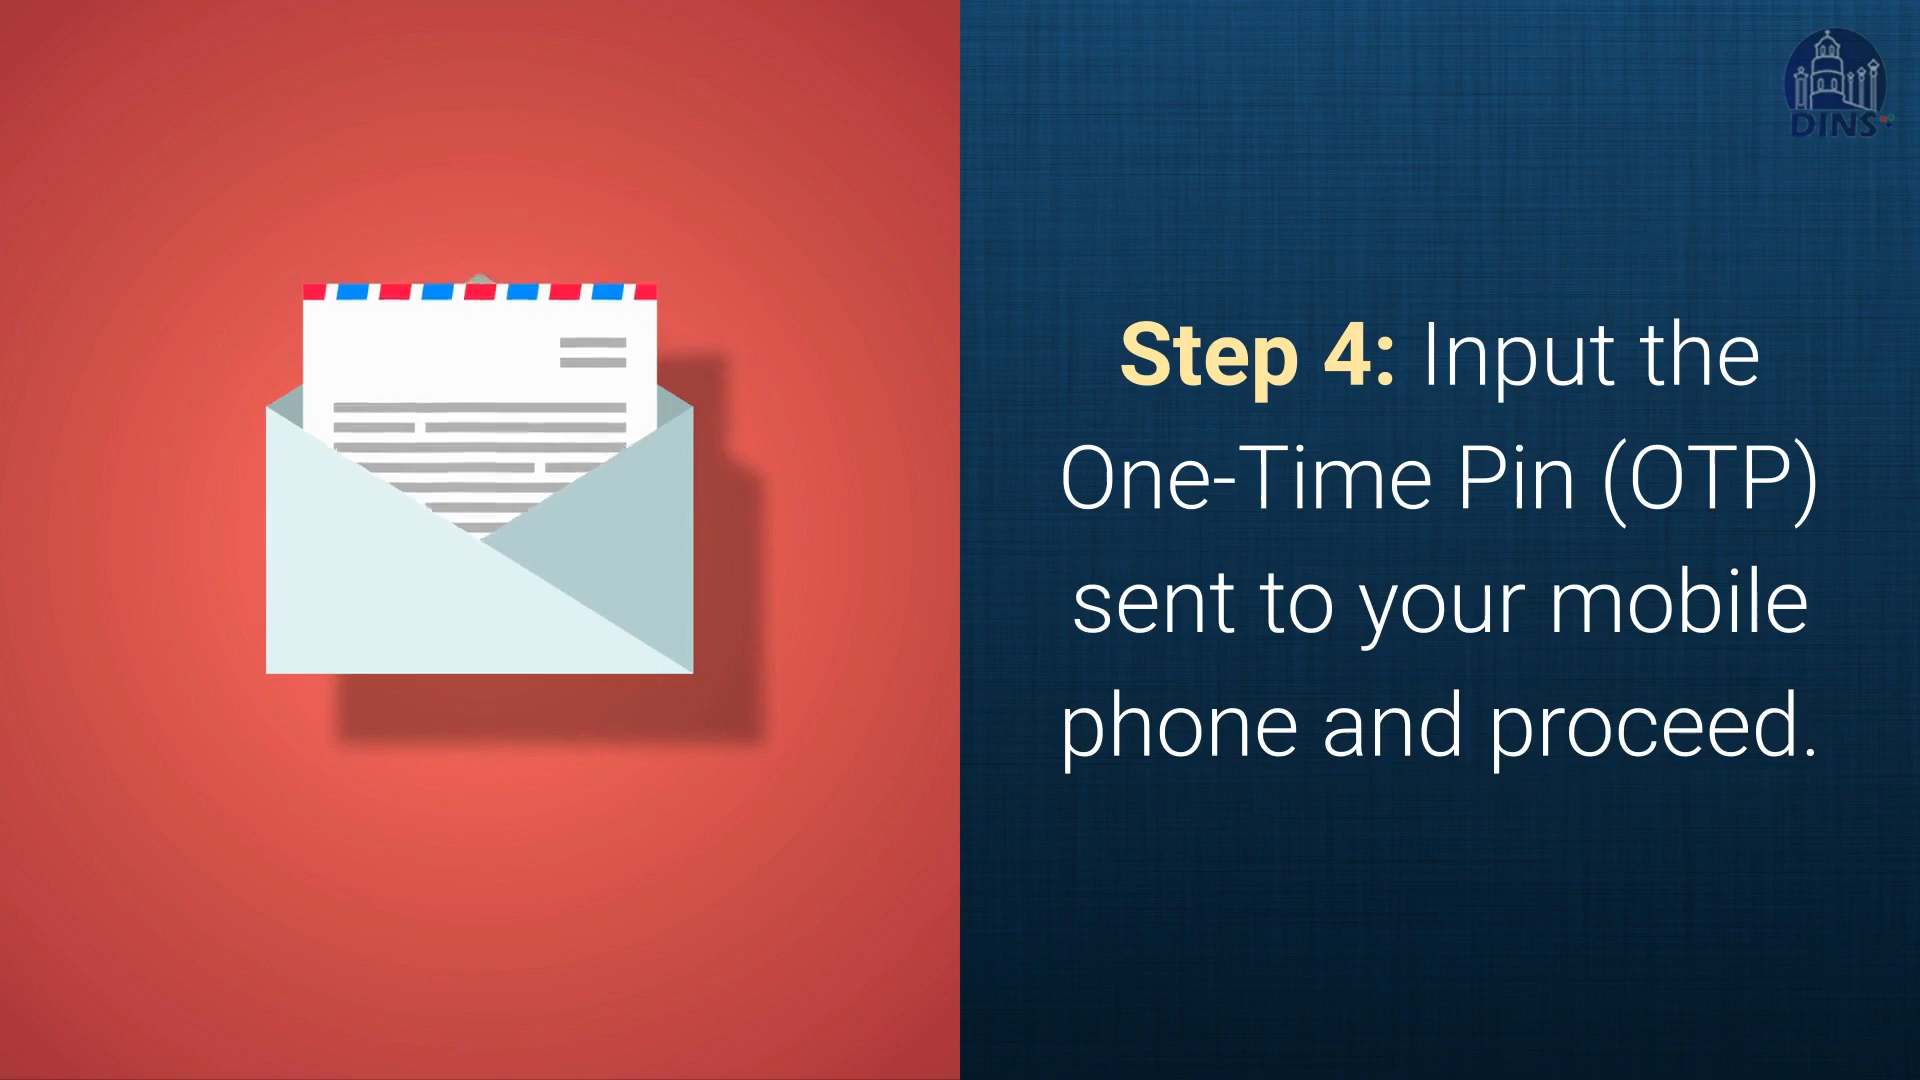 DINS
Step 4: Input the
One-Time Pin (OTP)
sent to your mobile
phone and proceed.